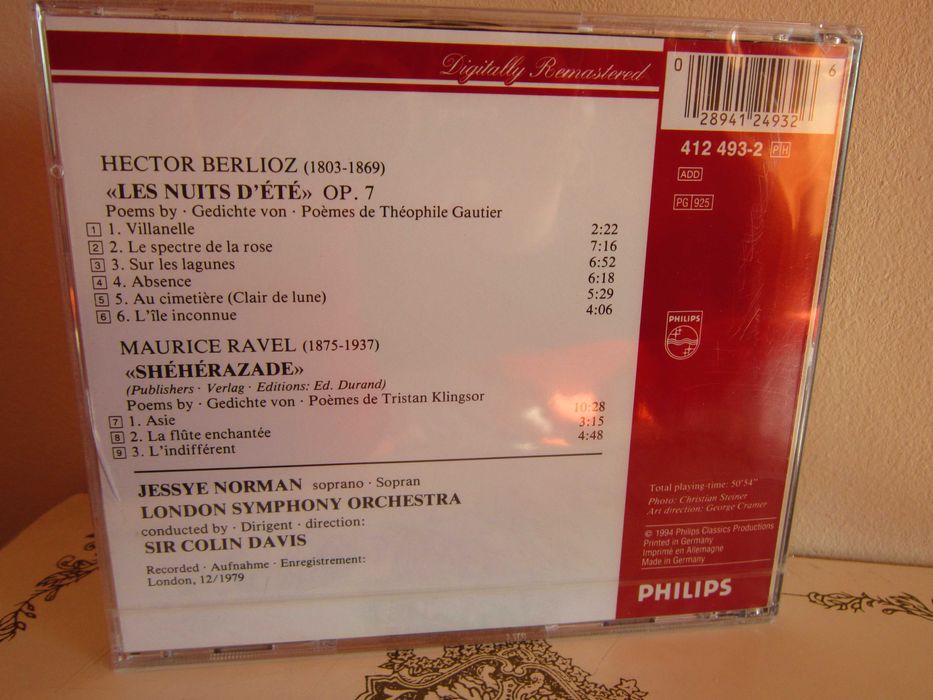 Digitally Remastered
0 28941 24932 6
412 493-2 PH
ADD
PG 925
HECTOR BERLIOZ (1803-1869)
«LES NUITS D'ÉTÉ» OP. 7
Poems by · Gedichte von · Poèmes de Théophile Gautier
1 1. Villanelle 2:22
2 2. Le spectre de la rose 7:16
3 3. Sur les lagunes 6:52
4 4. Absence 6:18
5 5. Au cimetière (Clair de lune) 5:29
6 6. L'île inconnue 4:06
PHILIPS
MAURICE RAVEL (1875-1937)
«SHÉHÉRAZADE»
(Publishers · Verlag · Editions: Ed. Durand)
Poems by · Gedichte von · Poèmes de Tristan Klingsor
7 1. Asie 10:28
8 2. La flûte enchantée 3:15
9 3. L'indifférent 4:48
JESSYE NORMAN soprano · Sopran
LONDON SYMPHONY ORCHESTRA
conducted by · Dirigent · direction:
SIR COLIN DAVIS
Recorded · Aufnahme · Enregistrement:
London, 12/1979
Total playing-time: 50'54"
Photo: Christian Steiner
Art direction: George Cramer
© 1994 Philips Classics Productions
Printed in Germany
Imprimé en Allemagne
Made in Germany
PHILIPS